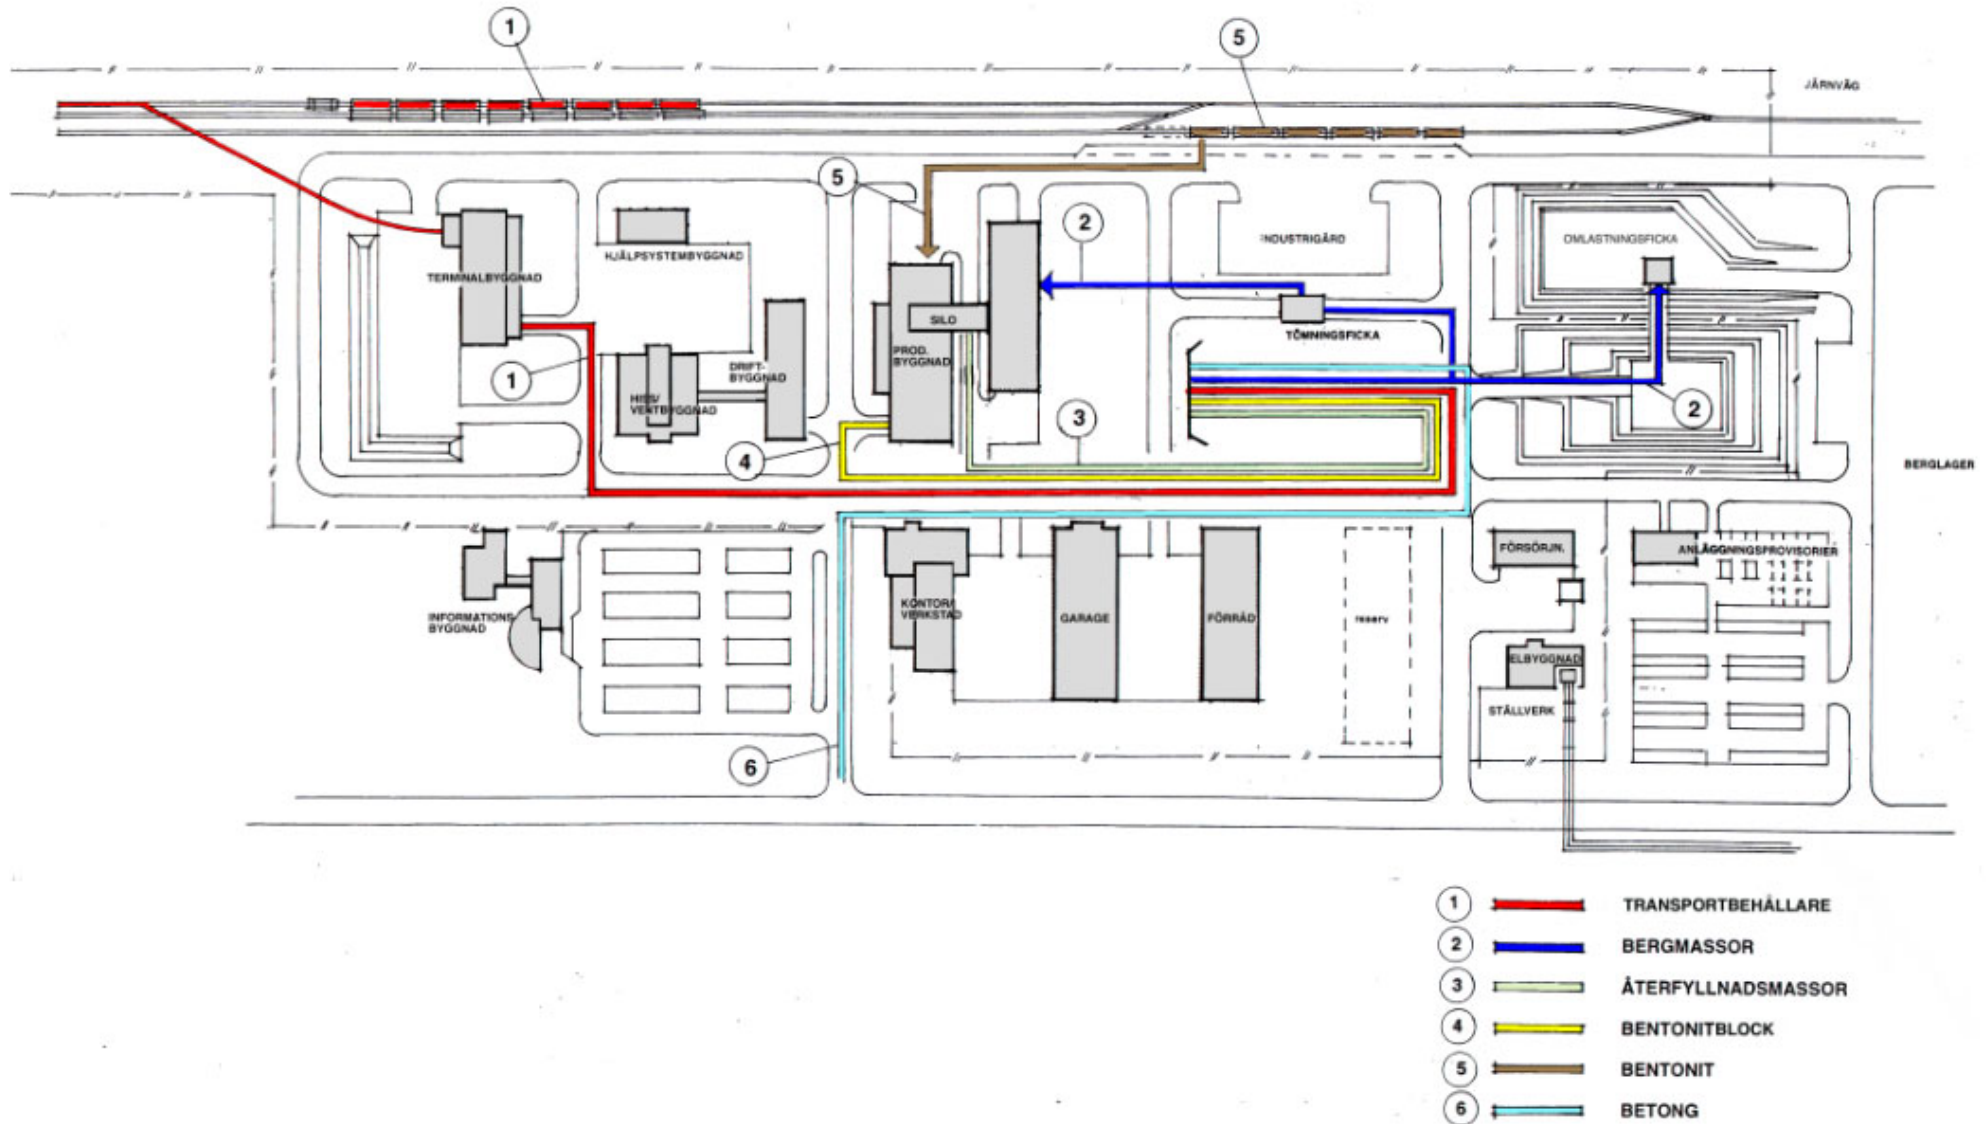 1
5
JÄRNVÄG
5
2
INDUSTRIGÅRD
OMLASTNINGSFICKA
HJÄLPSYSTEMBYGGNAD
TERMINALBYGGNAD
SILO
TÖMNINGSFICKA
PROD.
BYGGNAD
1
DRIFT-
BYGGNAD
HISS/
VENTBYGGNAD
3
2
4
BERGLAGER
FÖRSÖRJN.
ANLÄGGNINGSPROVISORIER
INFORMATIONS
BYGGNAD
KONTOR/
VERKSTAD
GARAGE
FÖRRÅD
reserv
ELBYGGNAD
STÄLLVERK
6
1 TRANSPORTBEHÅLLARE
2 BERGMASSOR
3 ÅTERFYLLNADSMASSOR
4 BENTONITBLOCK
5 BENTONIT
6 BETONG